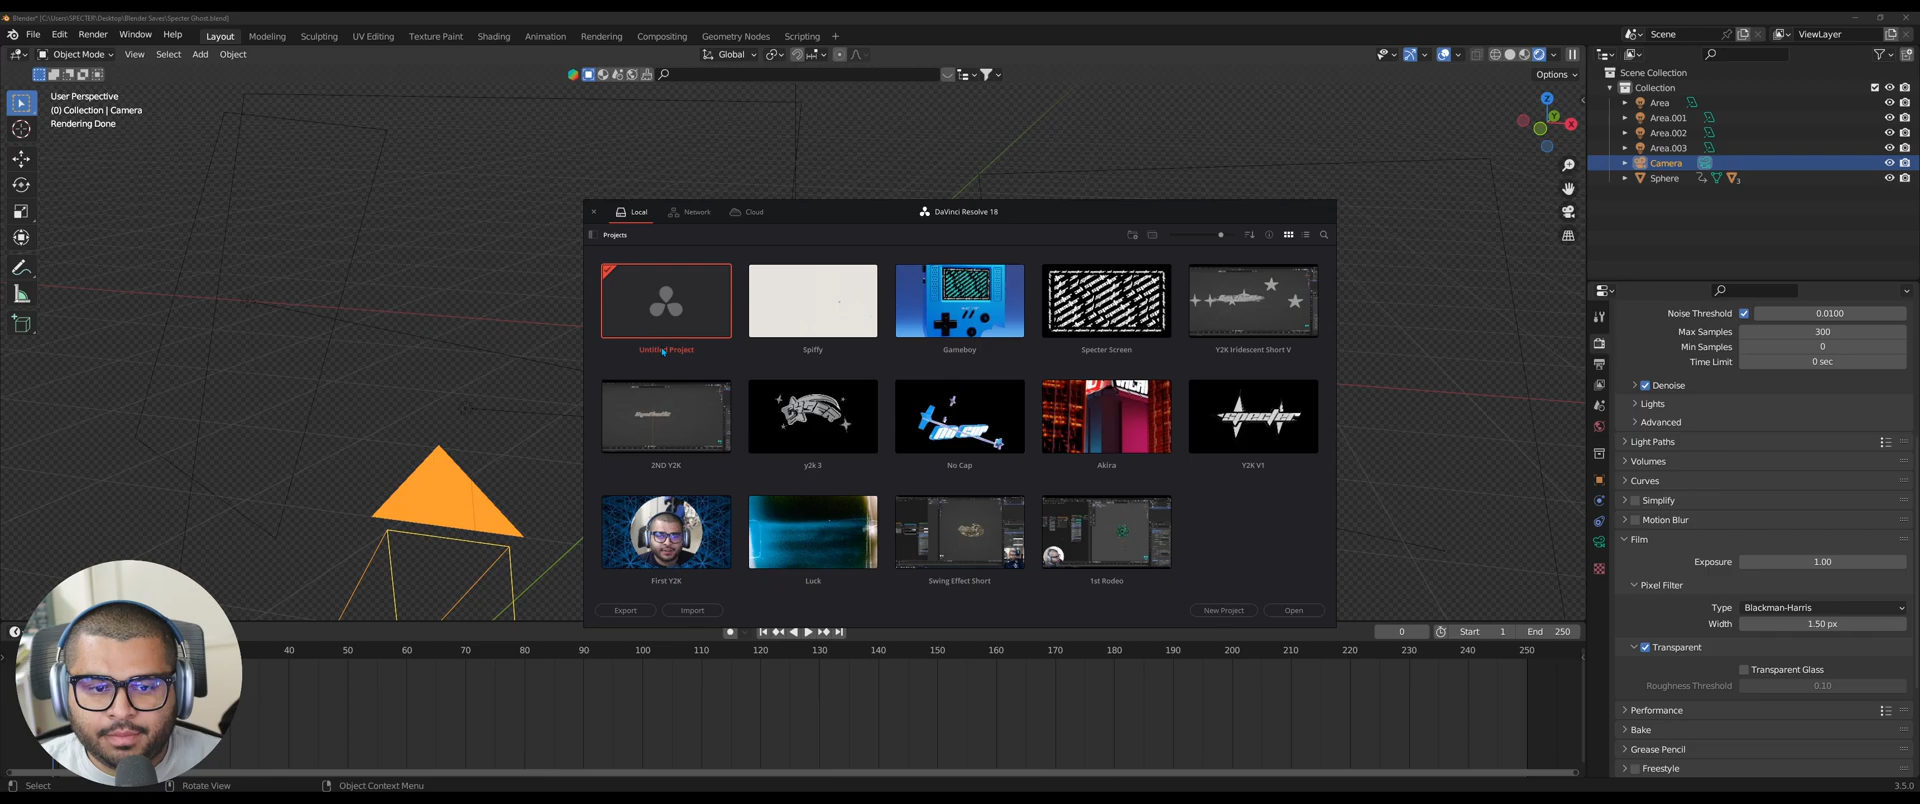 Blender* [C:\Users\SPECTER\Desktop\Blender Saves\Specter Ghost.blend]
File Edit Render Window Help Layout Modeling Sculpting UV Editing Texture Paint Shading Animation Rendering Compositing Geometry Nodes Scripting + Scene ViewLayer
Object Mode View Select Add Object Global
Options
User Perspective
(0) Collection | Camera
Rendering Done
Z
Y
X
Scene Collection
Collection
Area
Area.001
Area.002
Area.003
Camera
Sphere 3
Local Network Cloud DaVinci Resolve 18
Projects
Untitled Project Spiffy Gameboy Specter Screen Y2K Iridescent Short V
2ND Y2K y2k 3 No Cap Akira Y2K V1
specter
First Y2K Luck Swing Effect Short 1st Rodeo
Export Import New Project Open
Noise Threshold 0.0100
Max Samples 300
Min Samples 0
Time Limit 0 sec
Denoise
Lights
Advanced
Light Paths
Volumes
Curves
Simplify
Motion Blur
Film
Exposure 1.00
Pixel Filter
Type Blackman-Harris
Width 1.50 px
Transparent
Transparent Glass
Roughness Threshold 0.10
Performance
Bake
Grease Pencil
Freestyle
0 Start 1 End 250
40 50 60 70 80 90 100 110 120 130 140 150 160 170 180 190 200 210 220 230 240 250
Select Rotate View Object Context Menu 3.5.0